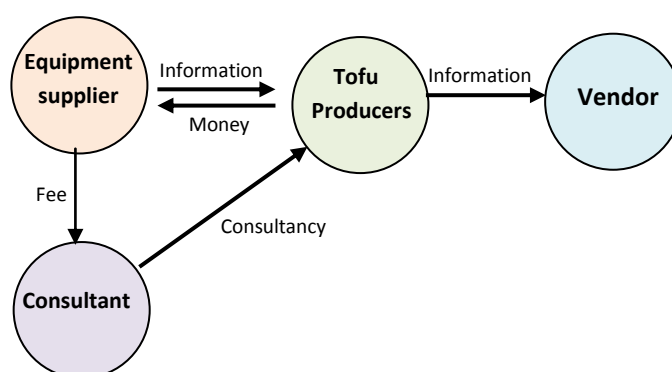 Equipment
supplier
Information
Money
Tofu
Producers
Information
Vendor
Fee
Consultancy
Consultant